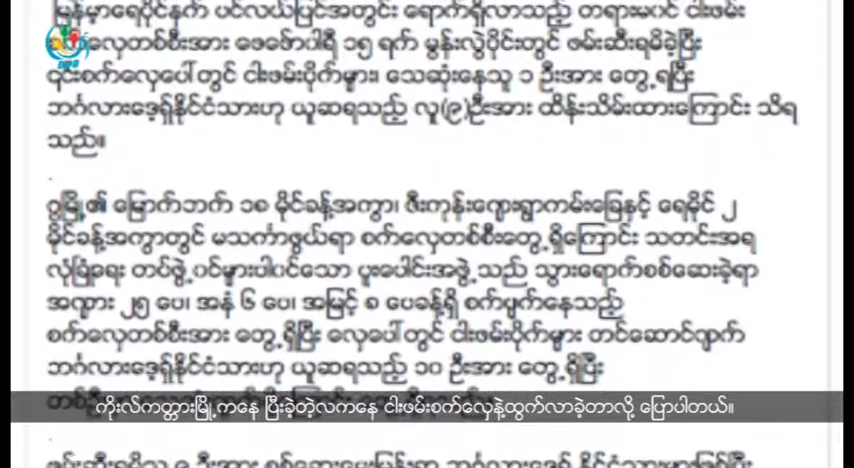 မြန်မာရေပိုင်နက် ပင်လယ်ပြင်အတွင်း ရောက်ရှိလာသည့် တရားမဝင် ငါးဖမ်း
စက်လှေတစ်စီးအား ဖေဖော်ဝါရီ ၁၅ ရက် မွန်းလွဲပိုင်းတွင် ဖမ်းဆီးရမိခဲ့ပြီး
၎င်းစက်လှေပေါ်တွင် ငါးဖမ်းပိုက်များ၊ သေဆုံးနေသူ ၁ ဦးအား တွေ့ရပြီး
ဘင်္ဂလားဒေ့ရှ်နိုင်ငံသားဟု ယူဆရသည့် လူ(၉)ဦးအား ထိန်းသိမ်းထားကြောင်း သိရ
သည်။
ဂွမြို့၏ မြောက်ဘက် ၁၈ မိုင်ခန့်အကွာ၊ ဇီးကုန်းကျေးရွာကမ်းခြေနှင့် ရေမိုင် ၂
မိုင်ခန့်အကွာတွင် မသင်္ကာဖွယ်ရာ စက်လှေတစ်စီးတွေ့ရှိကြောင်း သတင်းအရ
လုံခြုံရေး တပ်ဖွဲ့ဝင်များပါဝင်သော ပူးပေါင်းအဖွဲ့သည် သွားရောက်စစ်ဆေးခဲ့ရာ
အလျား ၂၅ ပေ၊ အနံ ၆ ပေ၊ အမြင့် ၈ ပေခန့်ရှိ စက်ပျက်နေသည့်
စက်လှေတစ်စီးအား တွေ့ရှိပြီး လှေပေါ်တွင် ငါးဖမ်းပိုက်များ တင်ဆောင်လျက်
ဘင်္ဂလားဒေ့ရှ်နိုင်ငံသားဟု ယူဆရသည့် ၁၀ ဦးအား တွေ့ရှိပြီး
ကိုးလ်ကတ္တားမြို့ကနေ ပြီးခဲ့တဲ့လကနေ ငါးဖမ်းစက်လှေနဲ့ထွက်လာခဲ့တာလို့ ပြောပါတယ်။